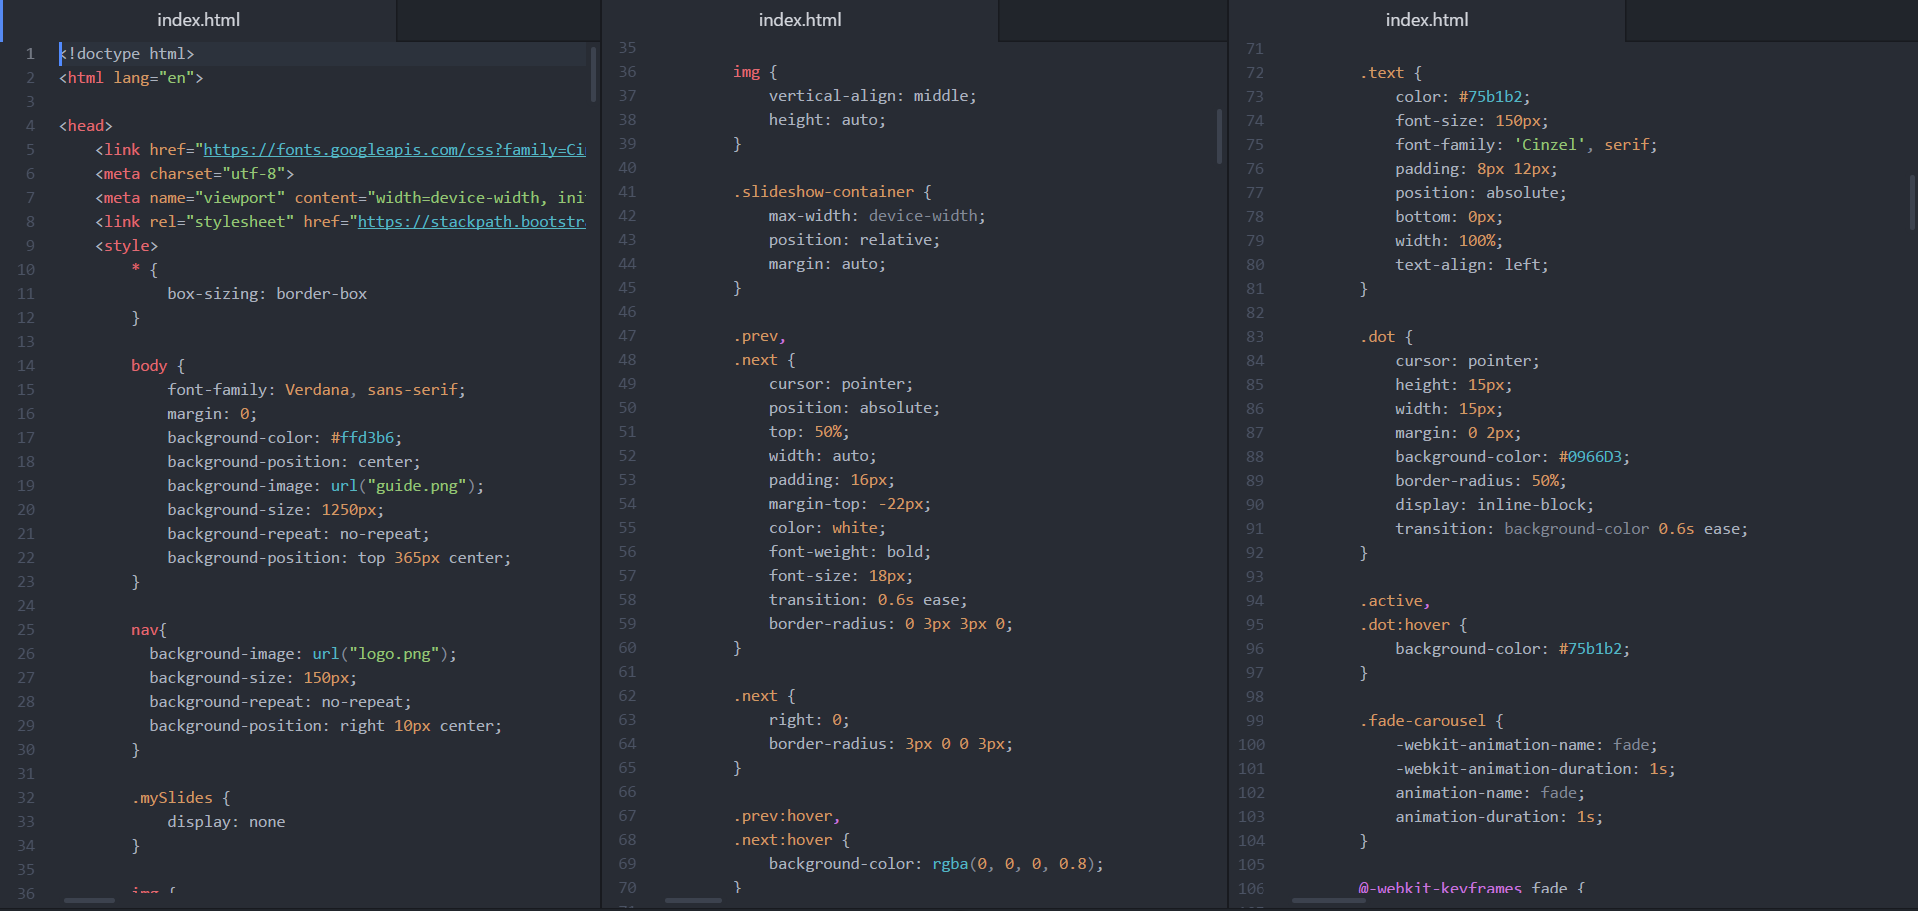 index.html
1 <!doctype html>
2 <html lang="en">
3
4 <head>
5 <link href="https://fonts.googleapis.com/css?family=Ci
6 <meta charset="utf-8">
7 <meta name="viewport" content="width=device-width, ini
8 <link rel="stylesheet" href="https://stackpath.bootstr
9 <style>
10 * {
11 box-sizing: border-box
12 }
13
14 body {
15 font-family: Verdana, sans-serif;
16 margin: 0;
17 background-color: #ffd3b6;
18 background-position: center;
19 background-image: url("guide.png");
20 background-size: 1250px;
21 background-repeat: no-repeat;
22 background-position: top 365px center;
23 }
24
25 nav{
26 background-image: url("logo.png");
27 background-size: 150px;
28 background-repeat: no-repeat;
29 background-position: right 10px center;
30 }
31
32 .mySlides {
33 display: none
34 }
35
36 img {
index.html
35
36 img {
37 vertical-align: middle;
38 height: auto;
39 }
40
41 .slideshow-container {
42 max-width: device-width;
43 position: relative;
44 margin: auto;
45 }
46
47 .prev,
48 .next {
49 cursor: pointer;
50 position: absolute;
51 top: 50%;
52 width: auto;
53 padding: 16px;
54 margin-top: -22px;
55 color: white;
56 font-weight: bold;
57 font-size: 18px;
58 transition: 0.6s ease;
59 border-radius: 0 3px 3px 0;
60 }
61
62 .next {
63 right: 0;
64 border-radius: 3px 0 0 3px;
65 }
66
67 .prev:hover,
68 .next:hover {
69 background-color: rgba(0, 0, 0, 0.8);
70 }
index.html
71
72 .text {
73 color: #75b1b2;
74 font-size: 150px;
75 font-family: 'Cinzel', serif;
76 padding: 8px 12px;
77 position: absolute;
78 bottom: 0px;
79 width: 100%;
80 text-align: left;
81 }
82
83 .dot {
84 cursor: pointer;
85 height: 15px;
86 width: 15px;
87 margin: 0 2px;
88 background-color: #0966D3;
89 border-radius: 50%;
90 display: inline-block;
91 transition: background-color 0.6s ease;
92 }
93
94 .active,
95 .dot:hover {
96 background-color: #75b1b2;
97 }
98
99 .fade-carousel {
100 -webkit-animation-name: fade;
101 -webkit-animation-duration: 1s;
102 animation-name: fade;
103 animation-duration: 1s;
104 }
105
106 @-webkit-keyframes fade {